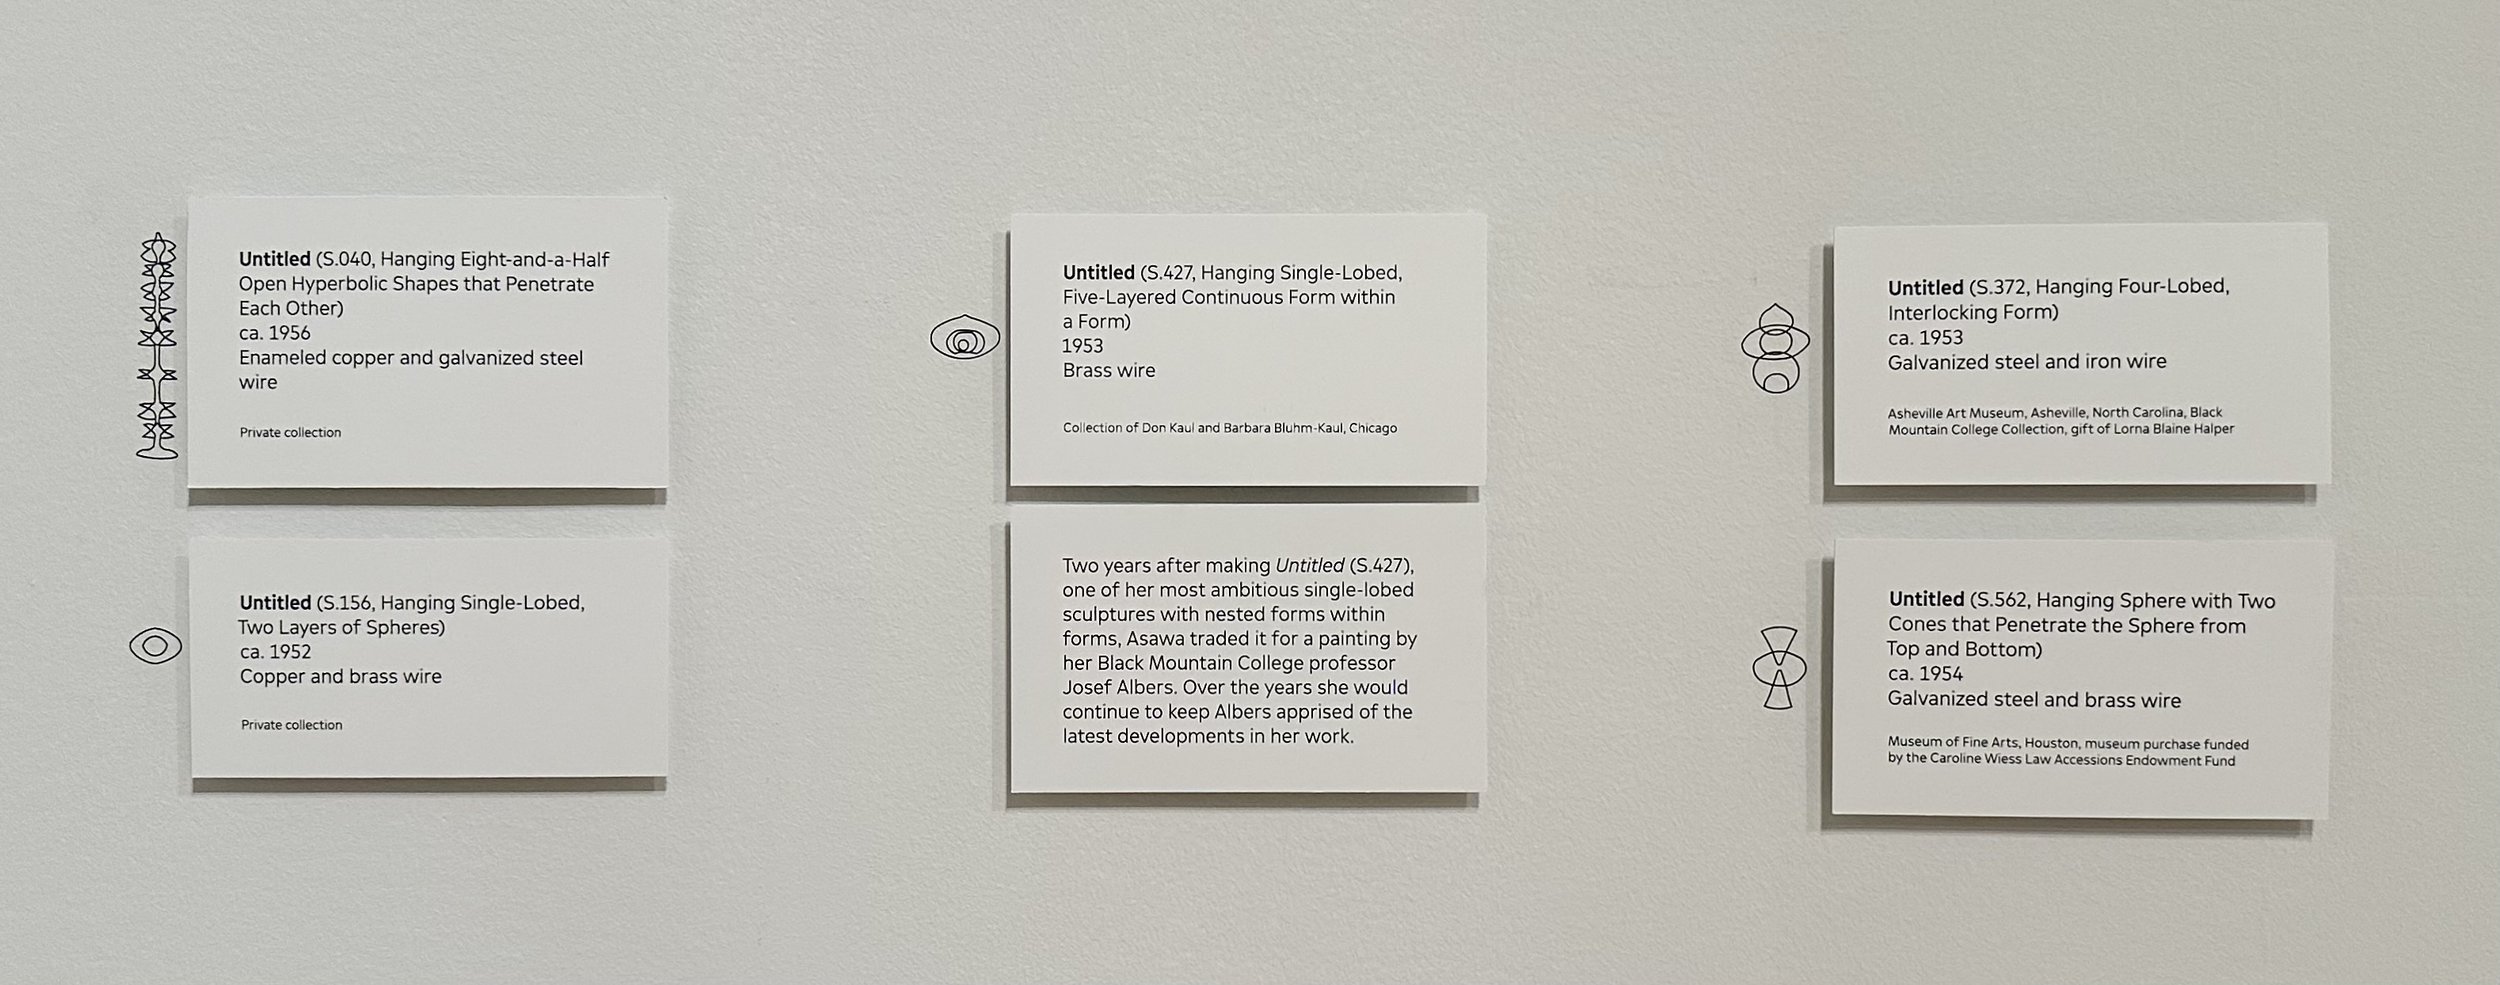 Untitled (S.040, Hanging Eight-and-a-Half
Open Hyperbolic Shapes that Penetrate
Each Other)
ca. 1956
Enameled copper and galvanized steel
wire
Private collection
Untitled (S.156, Hanging Single-Lobed,
Two Layers of Spheres)
ca. 1952
Copper and brass wire
Private collection
Untitled (S.427, Hanging Single-Lobed,
Five-Layered Continuous Form within
a Form)
1953
Brass wire
Collection of Don Kaul and Barbara Bluhm-Kaul, Chicago
Two years after making Untitled (S.427),
one of her most ambitious single-lobed
sculptures with nested forms within
forms, Asawa traded it for a painting by
her Black Mountain College professor
Josef Albers. Over the years she would
continue to keep Albers apprised of the
latest developments in her work.
Untitled (S.372, Hanging Four-Lobed,
Interlocking Form)
ca. 1953
Galvanized steel and iron wire
Asheville Art Museum, Asheville, North Carolina, Black
Mountain College Collection, gift of Lorna Blaine Halper
Untitled (S.562, Hanging Sphere with Two
Cones that Penetrate the Sphere from
Top and Bottom)
ca. 1954
Galvanized steel and brass wire
Museum of Fine Arts, Houston, museum purchase funded
by the Caroline Wiess Law Accessions Endowment Fund